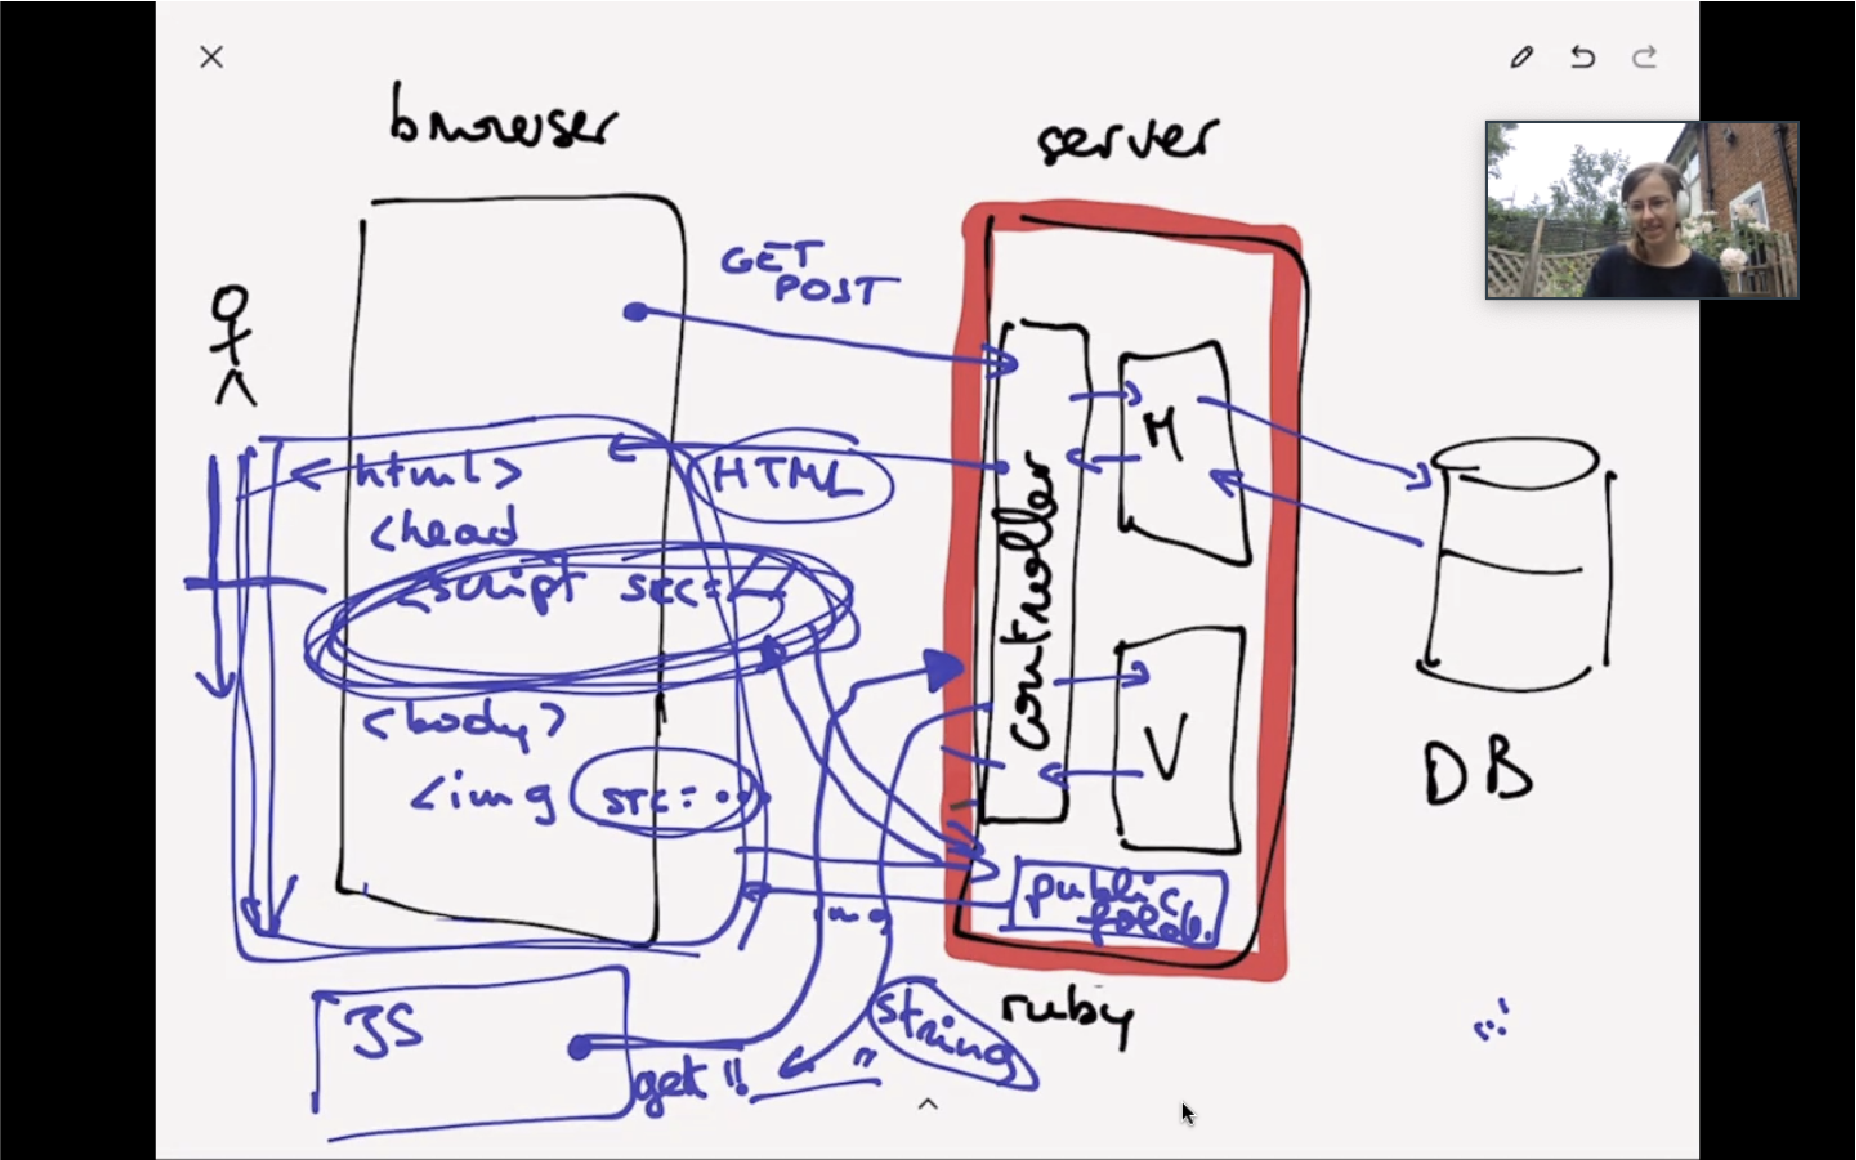 browser
server
GET
POST
HTML
<html>
<head
<script src=
<body>
<img src= ..
controller
M
V
DB
public
img
ruby
JS
get !!
string
"